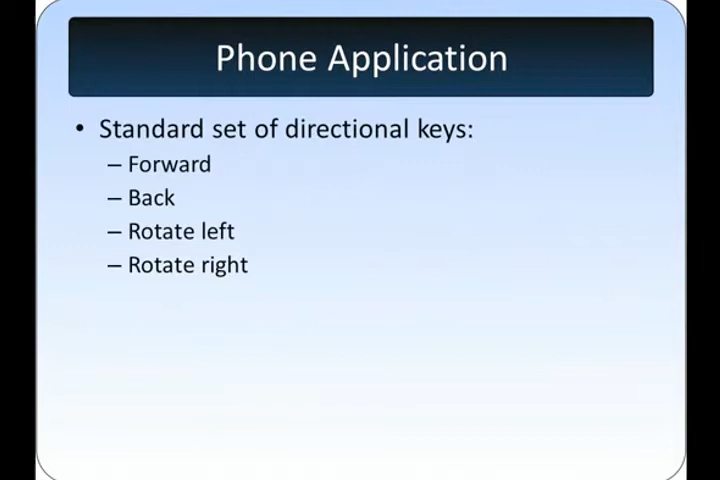 Phone Application
• Standard set of directional keys:
– Forward
– Back
– Rotate left
– Rotate right